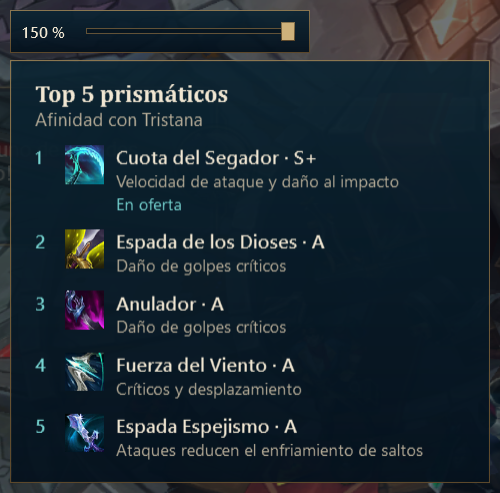 150 %
Top 5 prismáticos
Afinidad con Tristana
1 Cuota del Segador · S+
Velocidad de ataque y daño al impacto
En oferta
2 Espada de los Dioses · A
Daño de golpes críticos
3 Anulador · A
Daño de golpes críticos
4 Fuerza del Viento · A
Críticos y desplazamiento
5 Espada Espejismo · A
Ataques reducen el enfriamiento de saltos